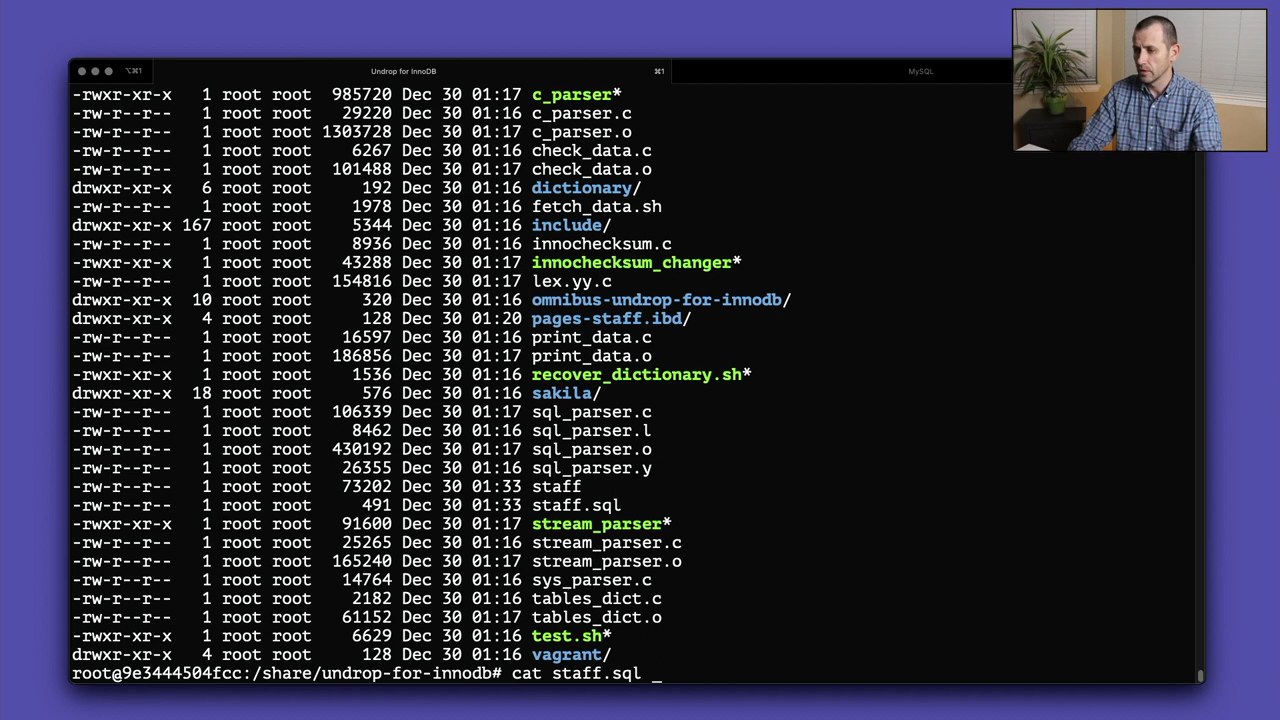 ⌥⌘1 Undrop for InnoDB ⌘1 MySQL
-rwxr-xr-x 1 root root 985720 Dec 30 01:17 c_parser*
-rw-r--r-- 1 root root 29220 Dec 30 01:16 c_parser.c
-rw-r--r-- 1 root root 1303728 Dec 30 01:17 c_parser.o
-rw-r--r-- 1 root root 6267 Dec 30 01:16 check_data.c
-rw-r--r-- 1 root root 101488 Dec 30 01:17 check_data.o
drwxr-xr-x 6 root root 192 Dec 30 01:16 dictionary/
-rw-r--r-- 1 root root 1978 Dec 30 01:16 fetch_data.sh
drwxr-xr-x 167 root root 5344 Dec 30 01:16 include/
-rw-r--r-- 1 root root 8936 Dec 30 01:16 innochecksum.c
-rwxr-xr-x 1 root root 43288 Dec 30 01:17 innochecksum_changer*
-rw-r--r-- 1 root root 154816 Dec 30 01:17 lex.yy.c
drwxr-xr-x 10 root root 320 Dec 30 01:16 omnibus-undrop-for-innodb/
drwxr-xr-x 4 root root 128 Dec 30 01:20 pages-staff.ibd/
-rw-r--r-- 1 root root 16597 Dec 30 01:16 print_data.c
-rw-r--r-- 1 root root 186856 Dec 30 01:17 print_data.o
-rwxr-xr-x 1 root root 1536 Dec 30 01:16 recover_dictionary.sh*
drwxr-xr-x 18 root root 576 Dec 30 01:16 sakila/
-rw-r--r-- 1 root root 106339 Dec 30 01:17 sql_parser.c
-rw-r--r-- 1 root root 8462 Dec 30 01:16 sql_parser.l
-rw-r--r-- 1 root root 430192 Dec 30 01:17 sql_parser.o
-rw-r--r-- 1 root root 26355 Dec 30 01:16 sql_parser.y
-rw-r--r-- 1 root root 73202 Dec 30 01:33 staff
-rw-r--r-- 1 root root 491 Dec 30 01:33 staff.sql
-rwxr-xr-x 1 root root 91600 Dec 30 01:17 stream_parser*
-rw-r--r-- 1 root root 25265 Dec 30 01:16 stream_parser.c
-rw-r--r-- 1 root root 165240 Dec 30 01:17 stream_parser.o
-rw-r--r-- 1 root root 14764 Dec 30 01:16 sys_parser.c
-rw-r--r-- 1 root root 2182 Dec 30 01:16 tables_dict.c
-rw-r--r-- 1 root root 61152 Dec 30 01:17 tables_dict.o
-rwxr-xr-x 1 root root 6629 Dec 30 01:16 test.sh*
drwxr-xr-x 4 root root 128 Dec 30 01:16 vagrant/
root@9e3444504fcc:/share/undrop-for-innodb# cat staff.sql _